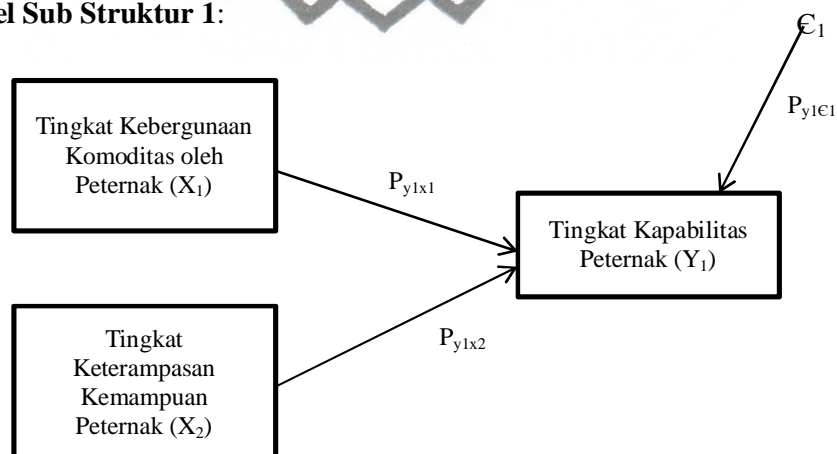 Sub Struktur 1:
Є1
Py1Є1
Tingkat Kebergunaan
Komoditas oleh
Peternak (X1)
Py1x1
Tingkat Kapabilitas
Peternak (Y1)
Py1x2
Tingkat
Keterampasan
Kemampuan
Peternak (X2)